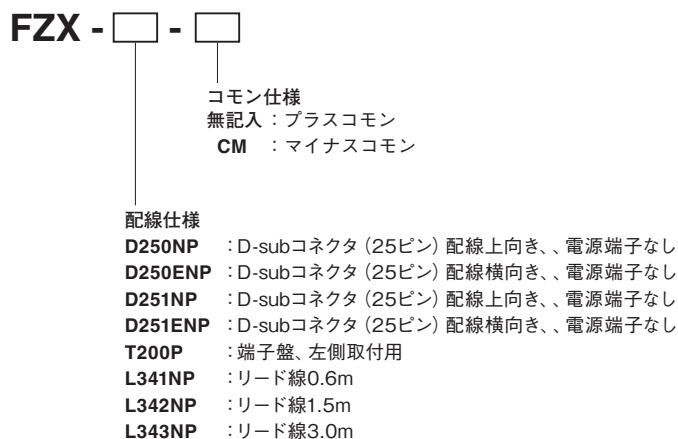 FZX - □ - □
コモン仕様
無記入:プラスコモン
CM :マイナスコモン
配線仕様
D250NP :D-subコネクタ(25ピン)配線上向き、、電源端子なし
D250ENP :D-subコネクタ(25ピン)配線横向き、、電源端子なし
D251NP :D-subコネクタ(25ピン)配線上向き、、電源端子なし
D251ENP :D-subコネクタ(25ピン)配線横向き、、電源端子なし
T200P :端子盤、左側取付用
L341NP :リード線0.6m
L342NP :リード線1.5m
L343NP :リード線3.0m